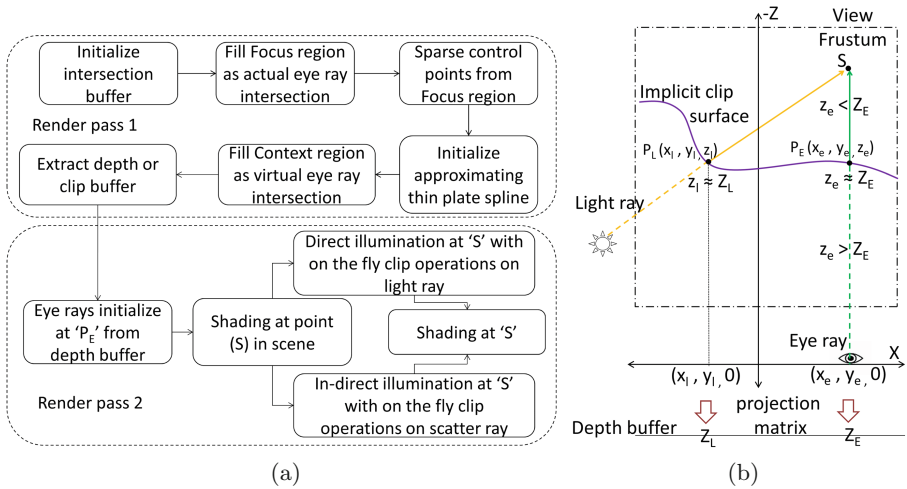 Initialize
intersection
buffer
Fill Focus region
as actual eye ray
intersection
Sparse control
points from
Focus region
Render pass 1
Extract depth or
clip buffer
Fill Context region
as virtual eye ray
intersection
Initialize
approximating
thin plate spline
Direct illumination at 'S' with
on the fly clip operations on
light ray
Eye rays initialize
at 'P_E' from
depth buffer
Shading at point
(S) in scene
Shading at 'S'
In-direct illumination at 'S'
with on the fly clip
operations on scatter ray
Render pass 2
(a)
-Z
View
Frustum
S
Implicit clip
surface
z_e < Z_E
P_L (x_l , y_l, z_l)
P_E (x_e , y_e, z_e)
z_l ≈ Z_L
z_e ≈ Z_E
Light ray
z_e > Z_E
Eye ray
X
(x_l , y_l, 0)
(x_e , y_e, 0)
projection
matrix
Depth buffer
Z_L
Z_E
(b)